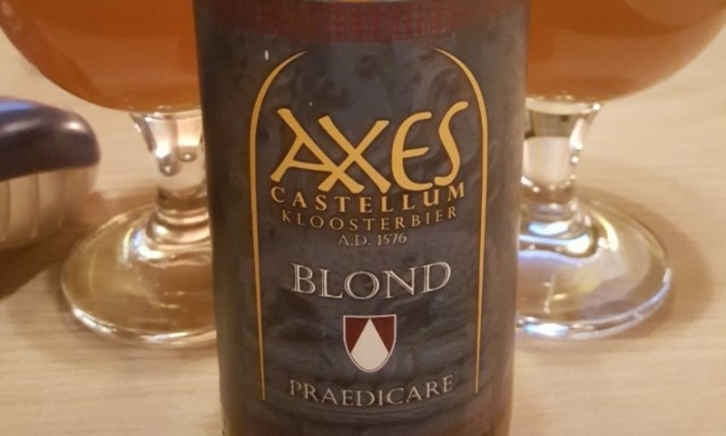 AXES
CASTELLUM
KLOOSTERBIER
A.D. 1576
BLOND
PRAEDICARE